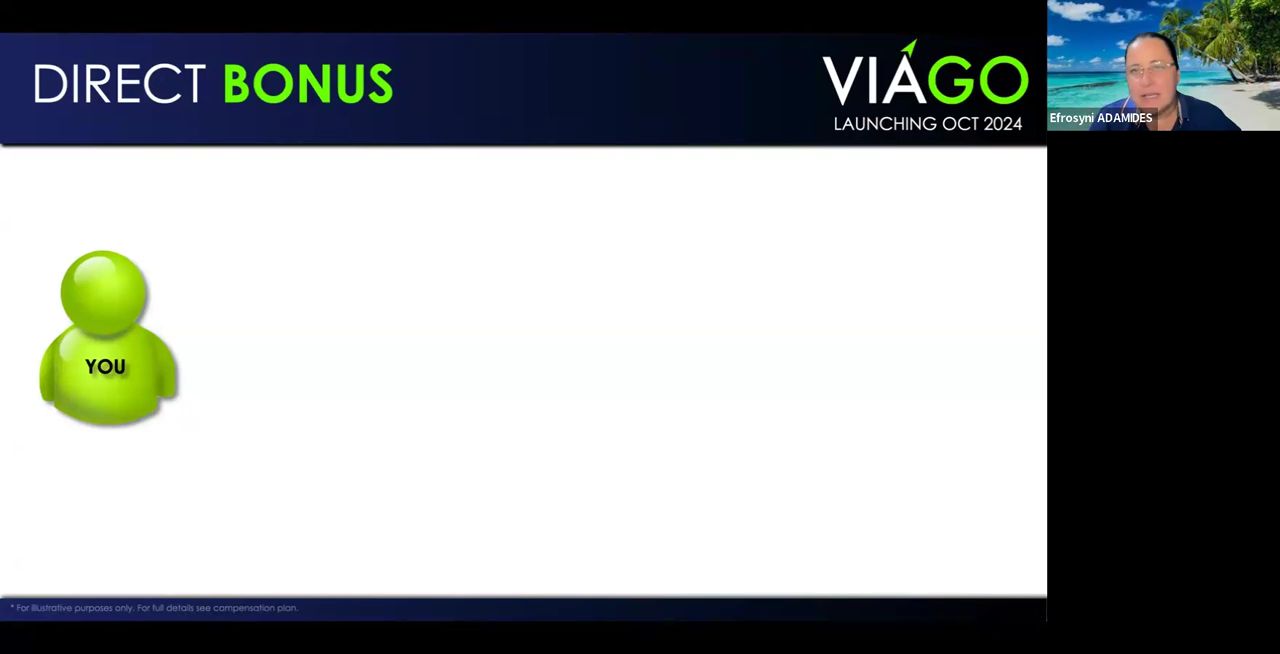 DIRECT BONUS
VIAGO
LAUNCHING OCT 2024
Efrosyni ADAMIDES
YOU
* For illustrative purposes only. For full details see compensation plan.